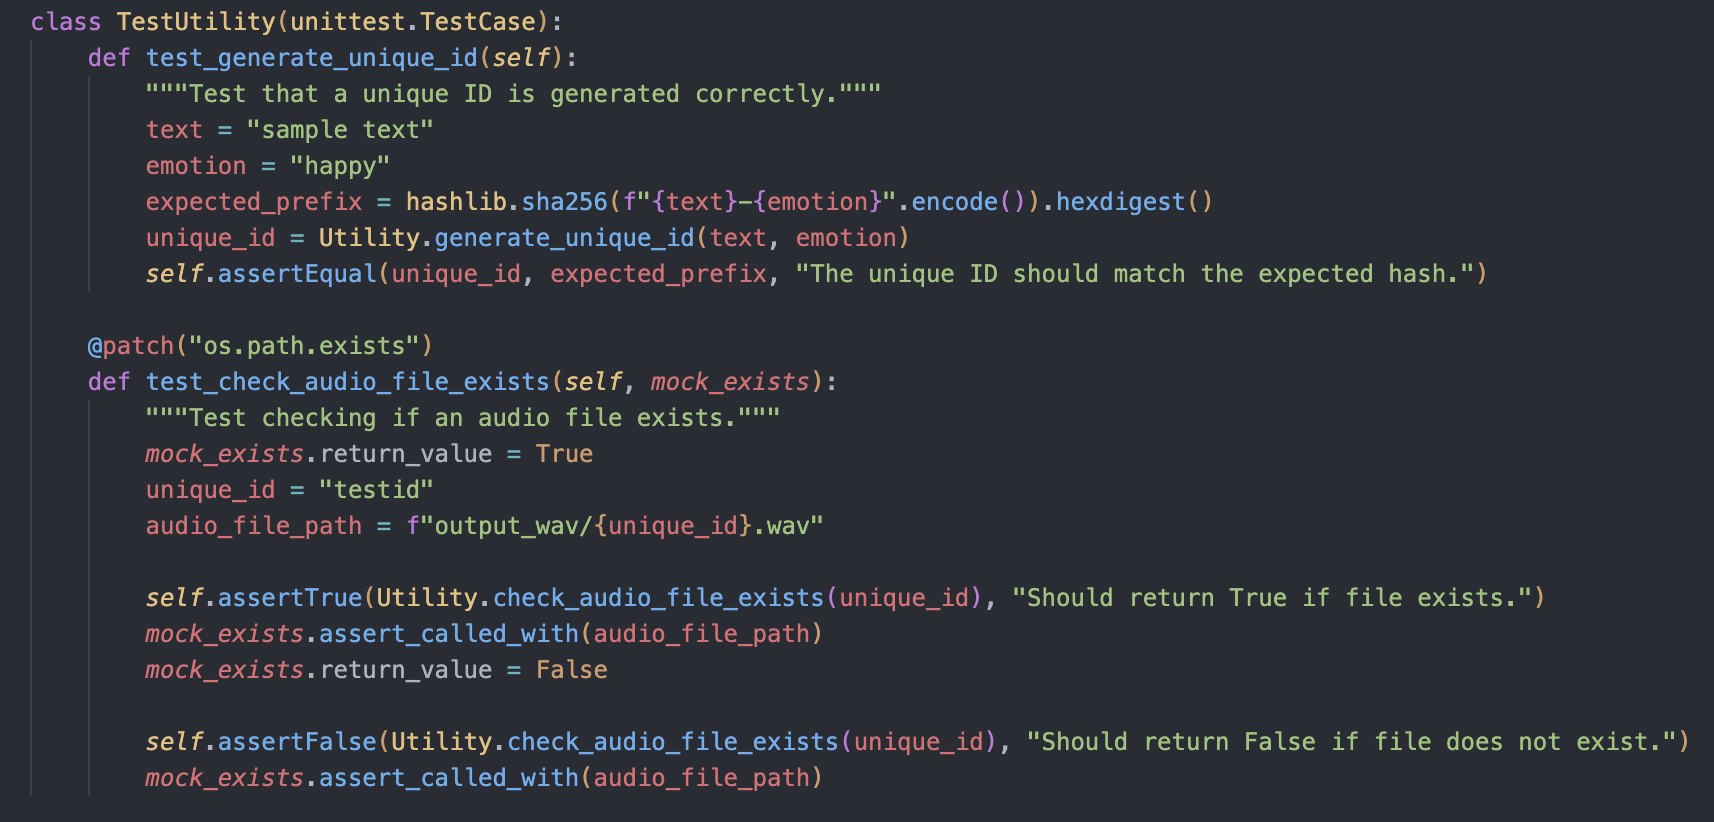 class TestUtility(unittest.TestCase):
    def test_generate_unique_id(self):
        """Test that a unique ID is generated correctly."""
        text = "sample text"
        emotion = "happy"
        expected_prefix = hashlib.sha256(f"{text}-{emotion}".encode()).hexdigest()
        unique_id = Utility.generate_unique_id(text, emotion)
        self.assertEqual(unique_id, expected_prefix, "The unique ID should match the expected hash.")

    @patch("os.path.exists")
    def test_check_audio_file_exists(self, mock_exists):
        """Test checking if an audio file exists."""
        mock_exists.return_value = True
        unique_id = "testid"
        audio_file_path = f"output_wav/{unique_id}.wav"

        self.assertTrue(Utility.check_audio_file_exists(unique_id), "Should return True if file exists.")
        mock_exists.assert_called_with(audio_file_path)
        mock_exists.return_value = False

        self.assertFalse(Utility.check_audio_file_exists(unique_id), "Should return False if file does not exist.")
        mock_exists.assert_called_with(audio_file_path)